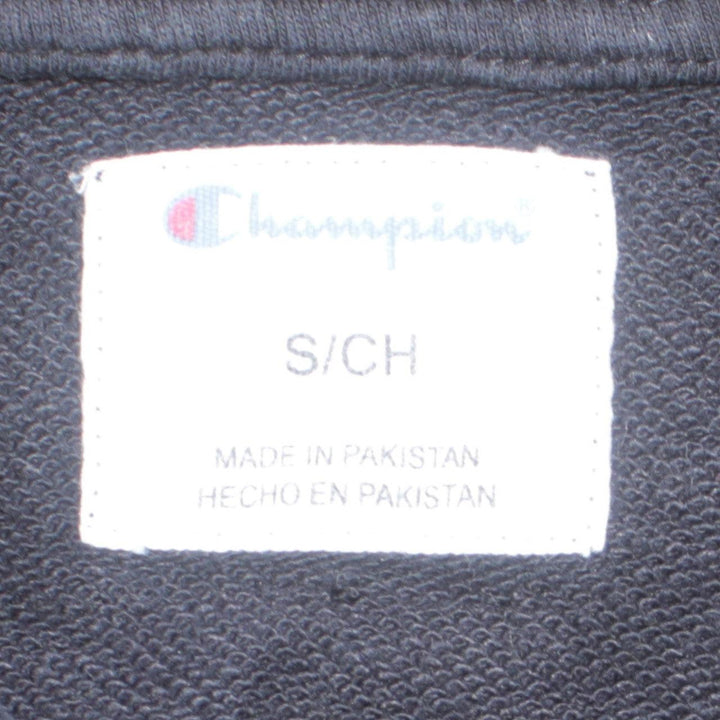 Champion®
S/CH
MADE IN PAKISTAN
HECHO EN PAKISTAN